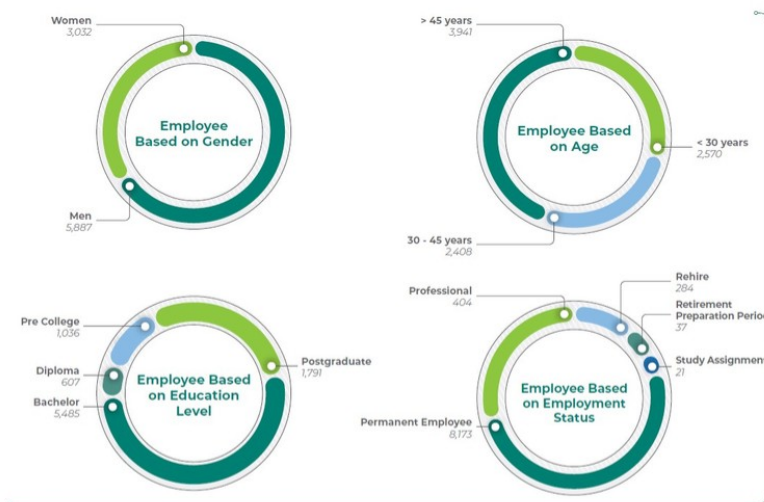 Women
3,032
Employee
Based on Gender
Men
5,887
> 45 years
3,941
Employee Based
on Age
< 30 years
2,570
30 - 45 years
2,408
Pre College
1,036
Diploma
607
Bachelor
5,485
Employee Based
on Education
Level
Postgraduate
1,791
Professional
404
Rehire
284
Retirement
Preparation Perio
37
Study Assignment
21
Employee Based
on Employment
Status
Permanent Employee
8,173